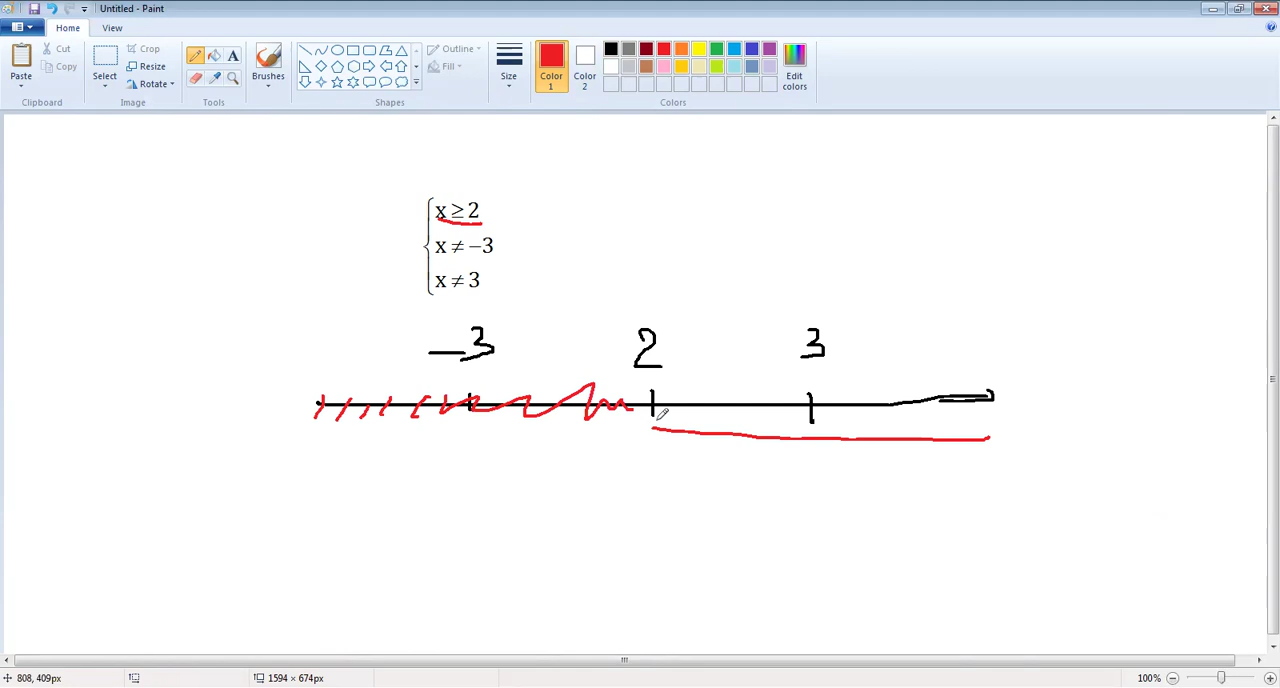 Untitled - Paint
Home View
Paste
Cut
Copy
Clipboard
Select
Crop
Resize
Rotate
Image
A
Tools
Brushes
Shapes
Outline
Fill
Size
Color 1
Color 2
Edit colors
Colors
x ≥ 2
x ≠ −3
x ≠ 3
−3 2 3
808, 409px 1594 × 674px 100%